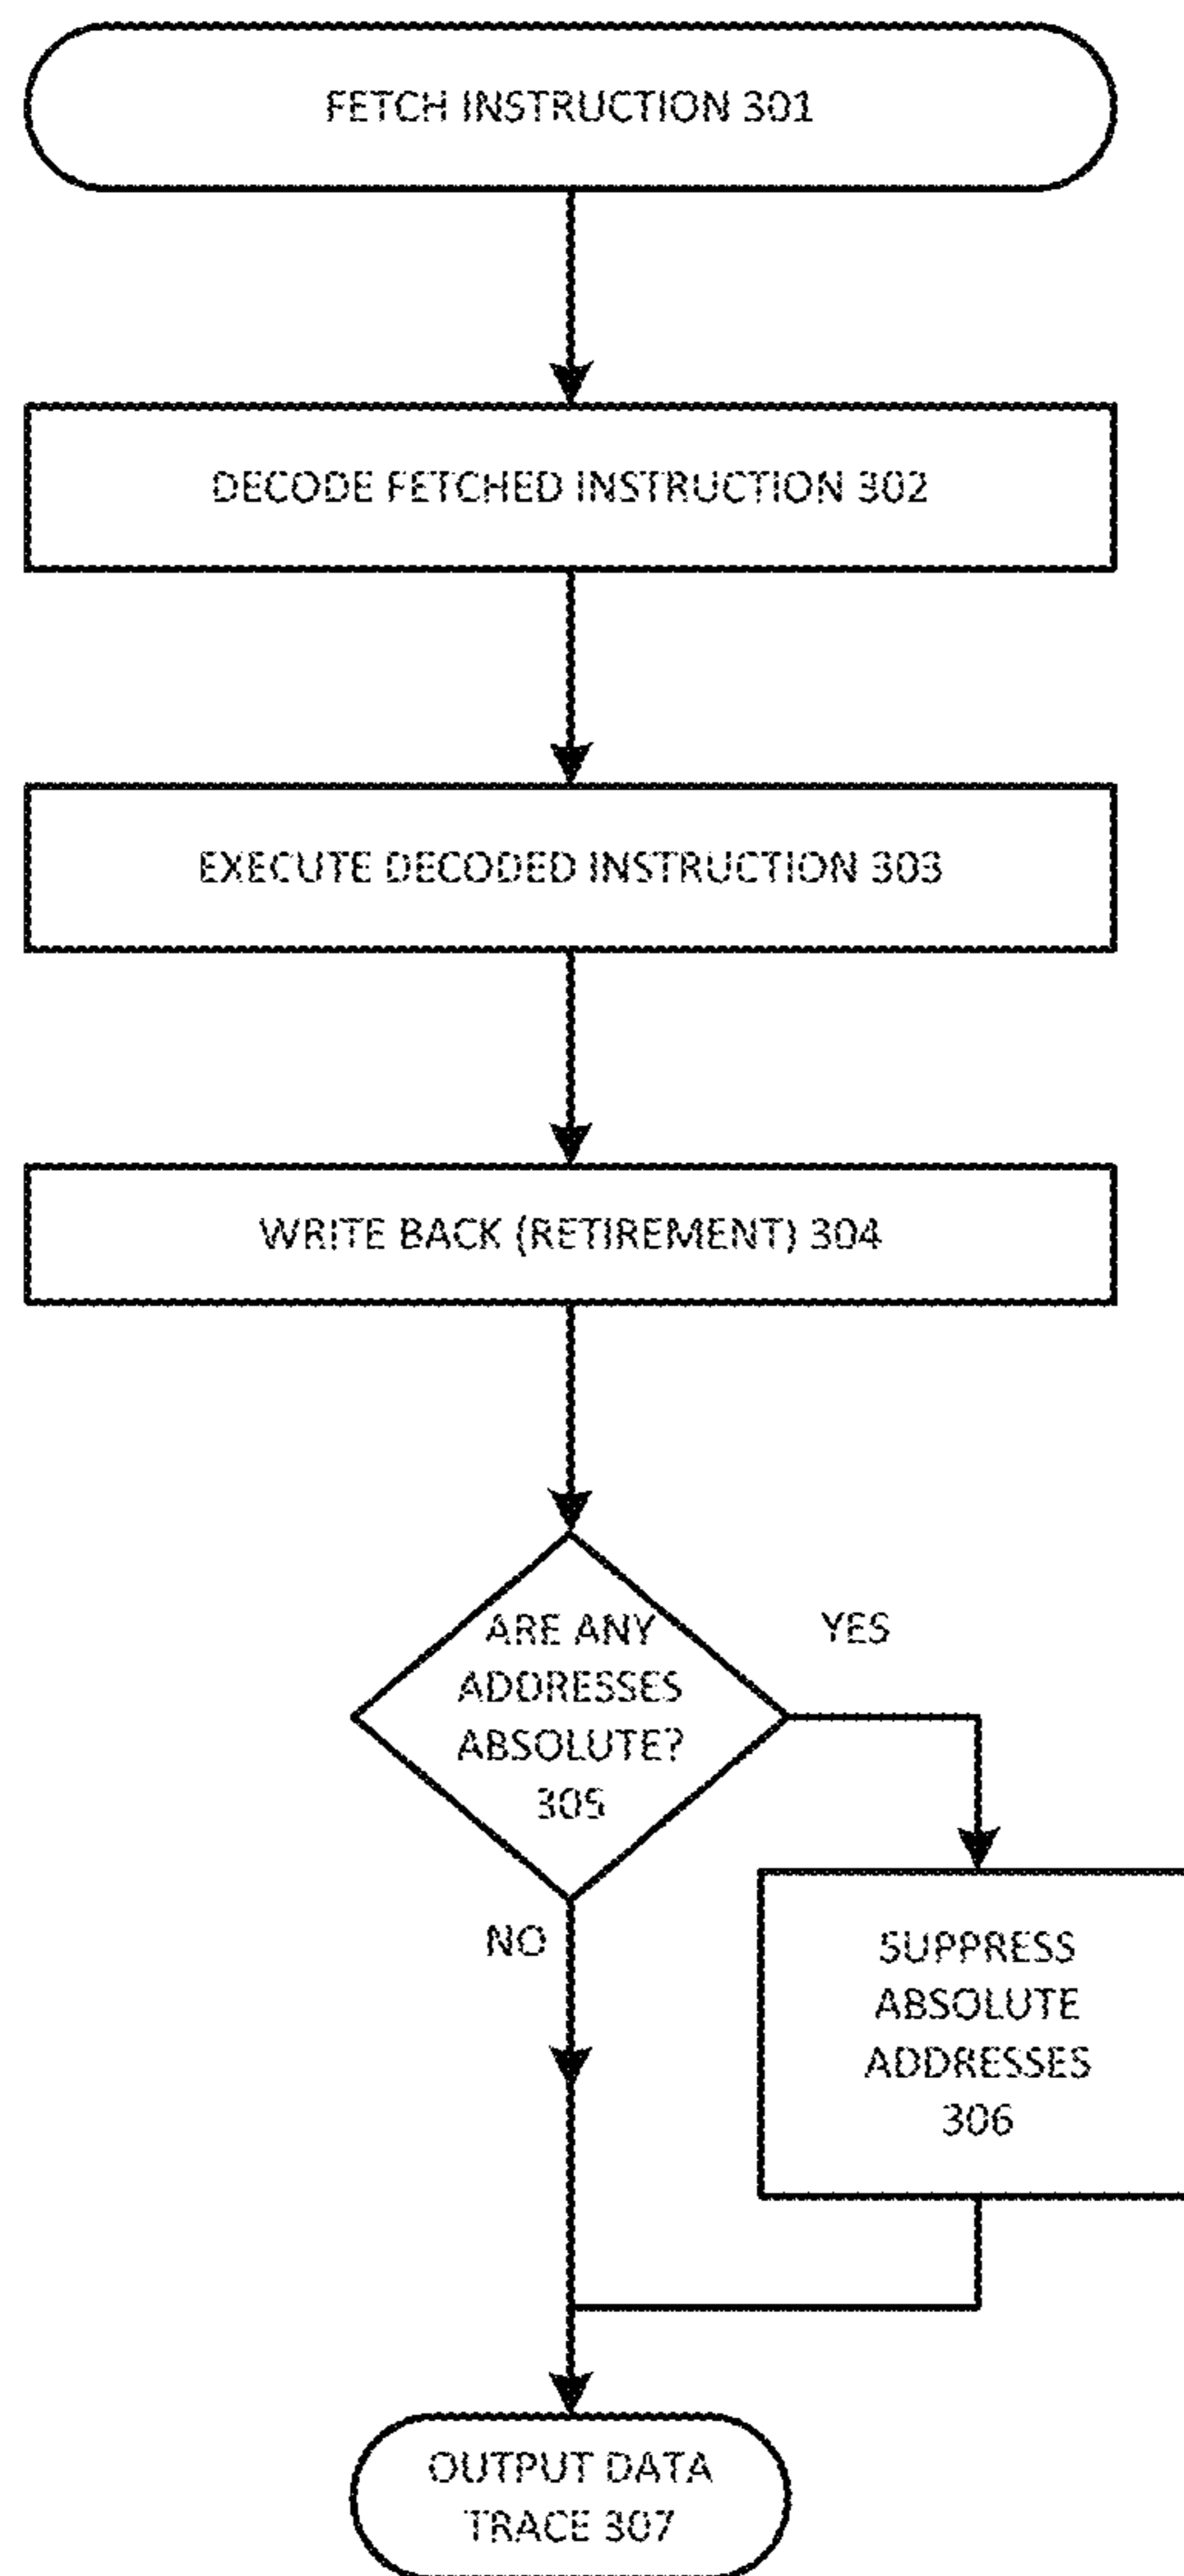 FETCH INSTRUCTION 301
DECODE FETCHED INSTRUCTION 302
EXECUTE DECODED INSTRUCTION 303
WRITE BACK (RETIREMENT) 304
ARE ANY
ADDRESSES
ABSOLUTE?
305
YES
NO
SUPPRESS
ABSOLUTE
ADDRESSES
306
OUTPUT DATA
TRACE 307